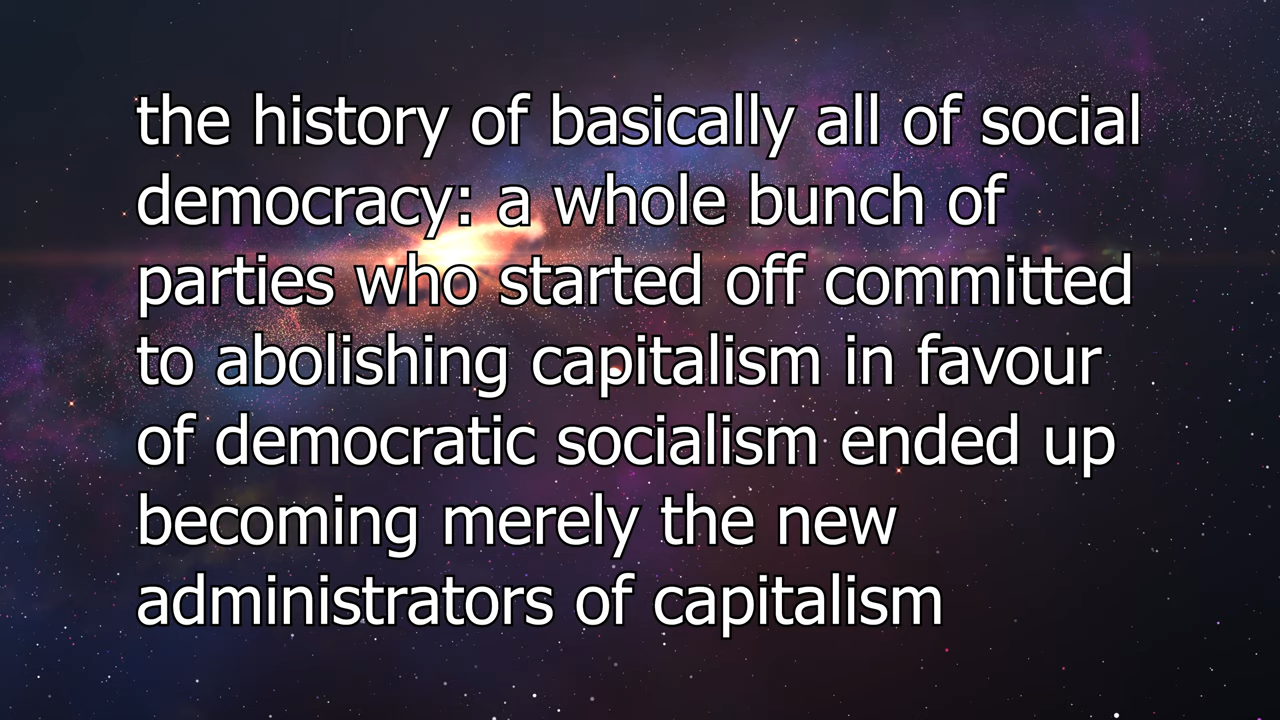 the history of basically all of social
democracy: a whole bunch of
parties who started off committed
to abolishing capitalism in favour
of democratic socialism ended up
becoming merely the new
administrators of capitalism